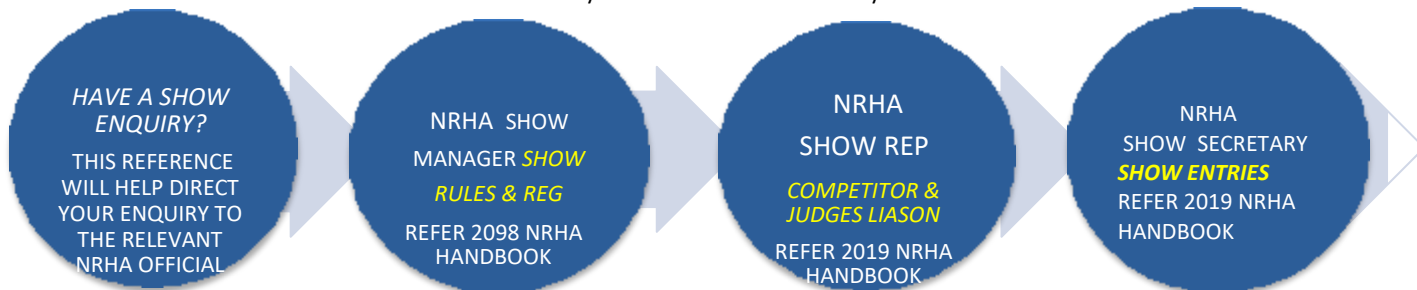 HAVE A SHOW
ENQUIRY?
THIS REFERENCE
WILL HELP DIRECT
YOUR ENQUIRY TO
THE RELEVANT
NRHA OFFICIAL
NRHA SHOW
MANAGER SHOW
RULES & REG
REFER 2098 NRHA
HANDBOOK
NRHA
SHOW REP
COMPETITOR &
JUDGES LIASON
REFER 2019 NRHA
HANDBOOK
NRHA
SHOW SECRETARY
SHOW ENTRIES
REFER 2019 NRHA
HANDBOOK